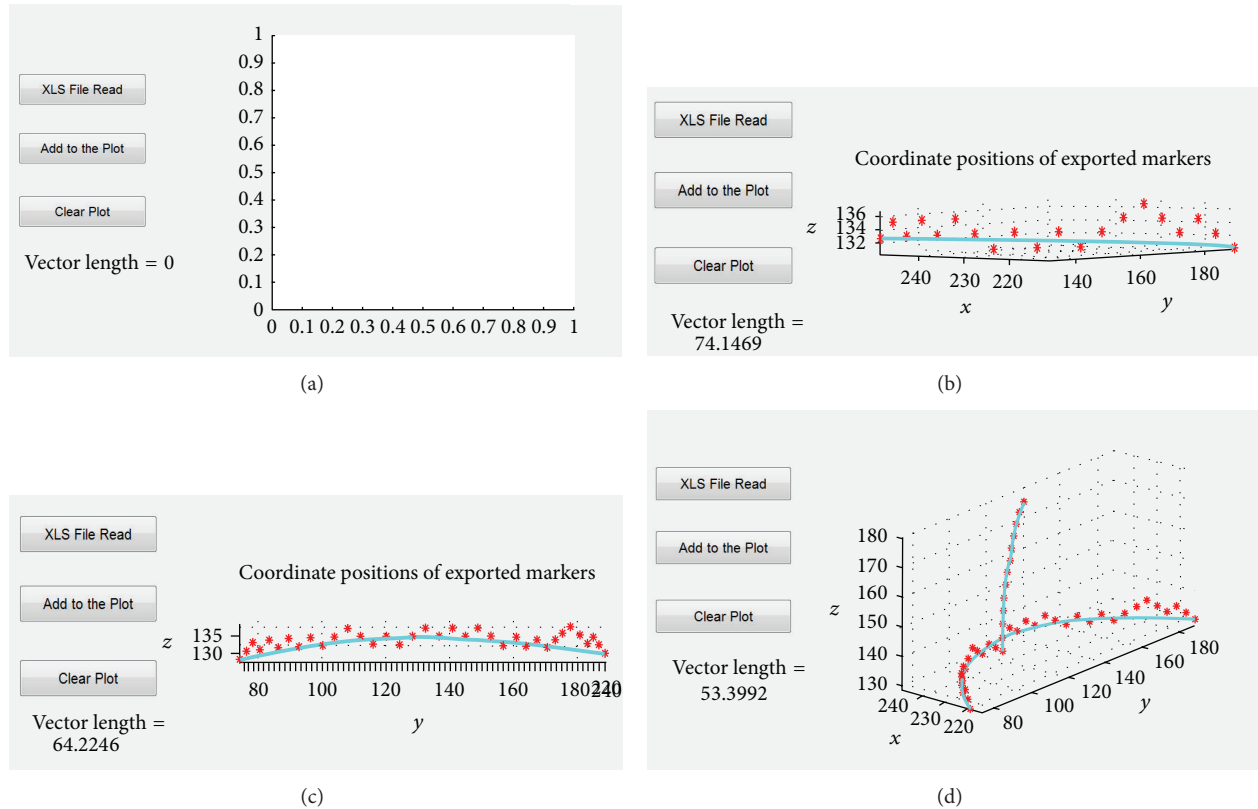 XLS File Read
Add to the Plot
Clear Plot
Vector length = 0
1
0.9
0.8
0.7
0.6
0.5
0.4
0.3
0.2
0.1
0
0 0.1 0.2 0.3 0.4 0.5 0.6 0.7 0.8 0.9 1
(a)
XLS File Read
Add to the Plot
Clear Plot
Vector length =
74.1469
Coordinate positions of exported markers
z
136
134
132
240 230 220 140 160 180
x y
(b)
XLS File Read
Add to the Plot
Clear Plot
Vector length =
64.2246
Coordinate positions of exported markers
z
135
130
80 100 120 140 160 180 220 240
y
(c)
XLS File Read
Add to the Plot
Clear Plot
Vector length =
53.3992
z
180
170
160
150
140
130
240 230 220 80 100 120 140 160 180
x y
(d)